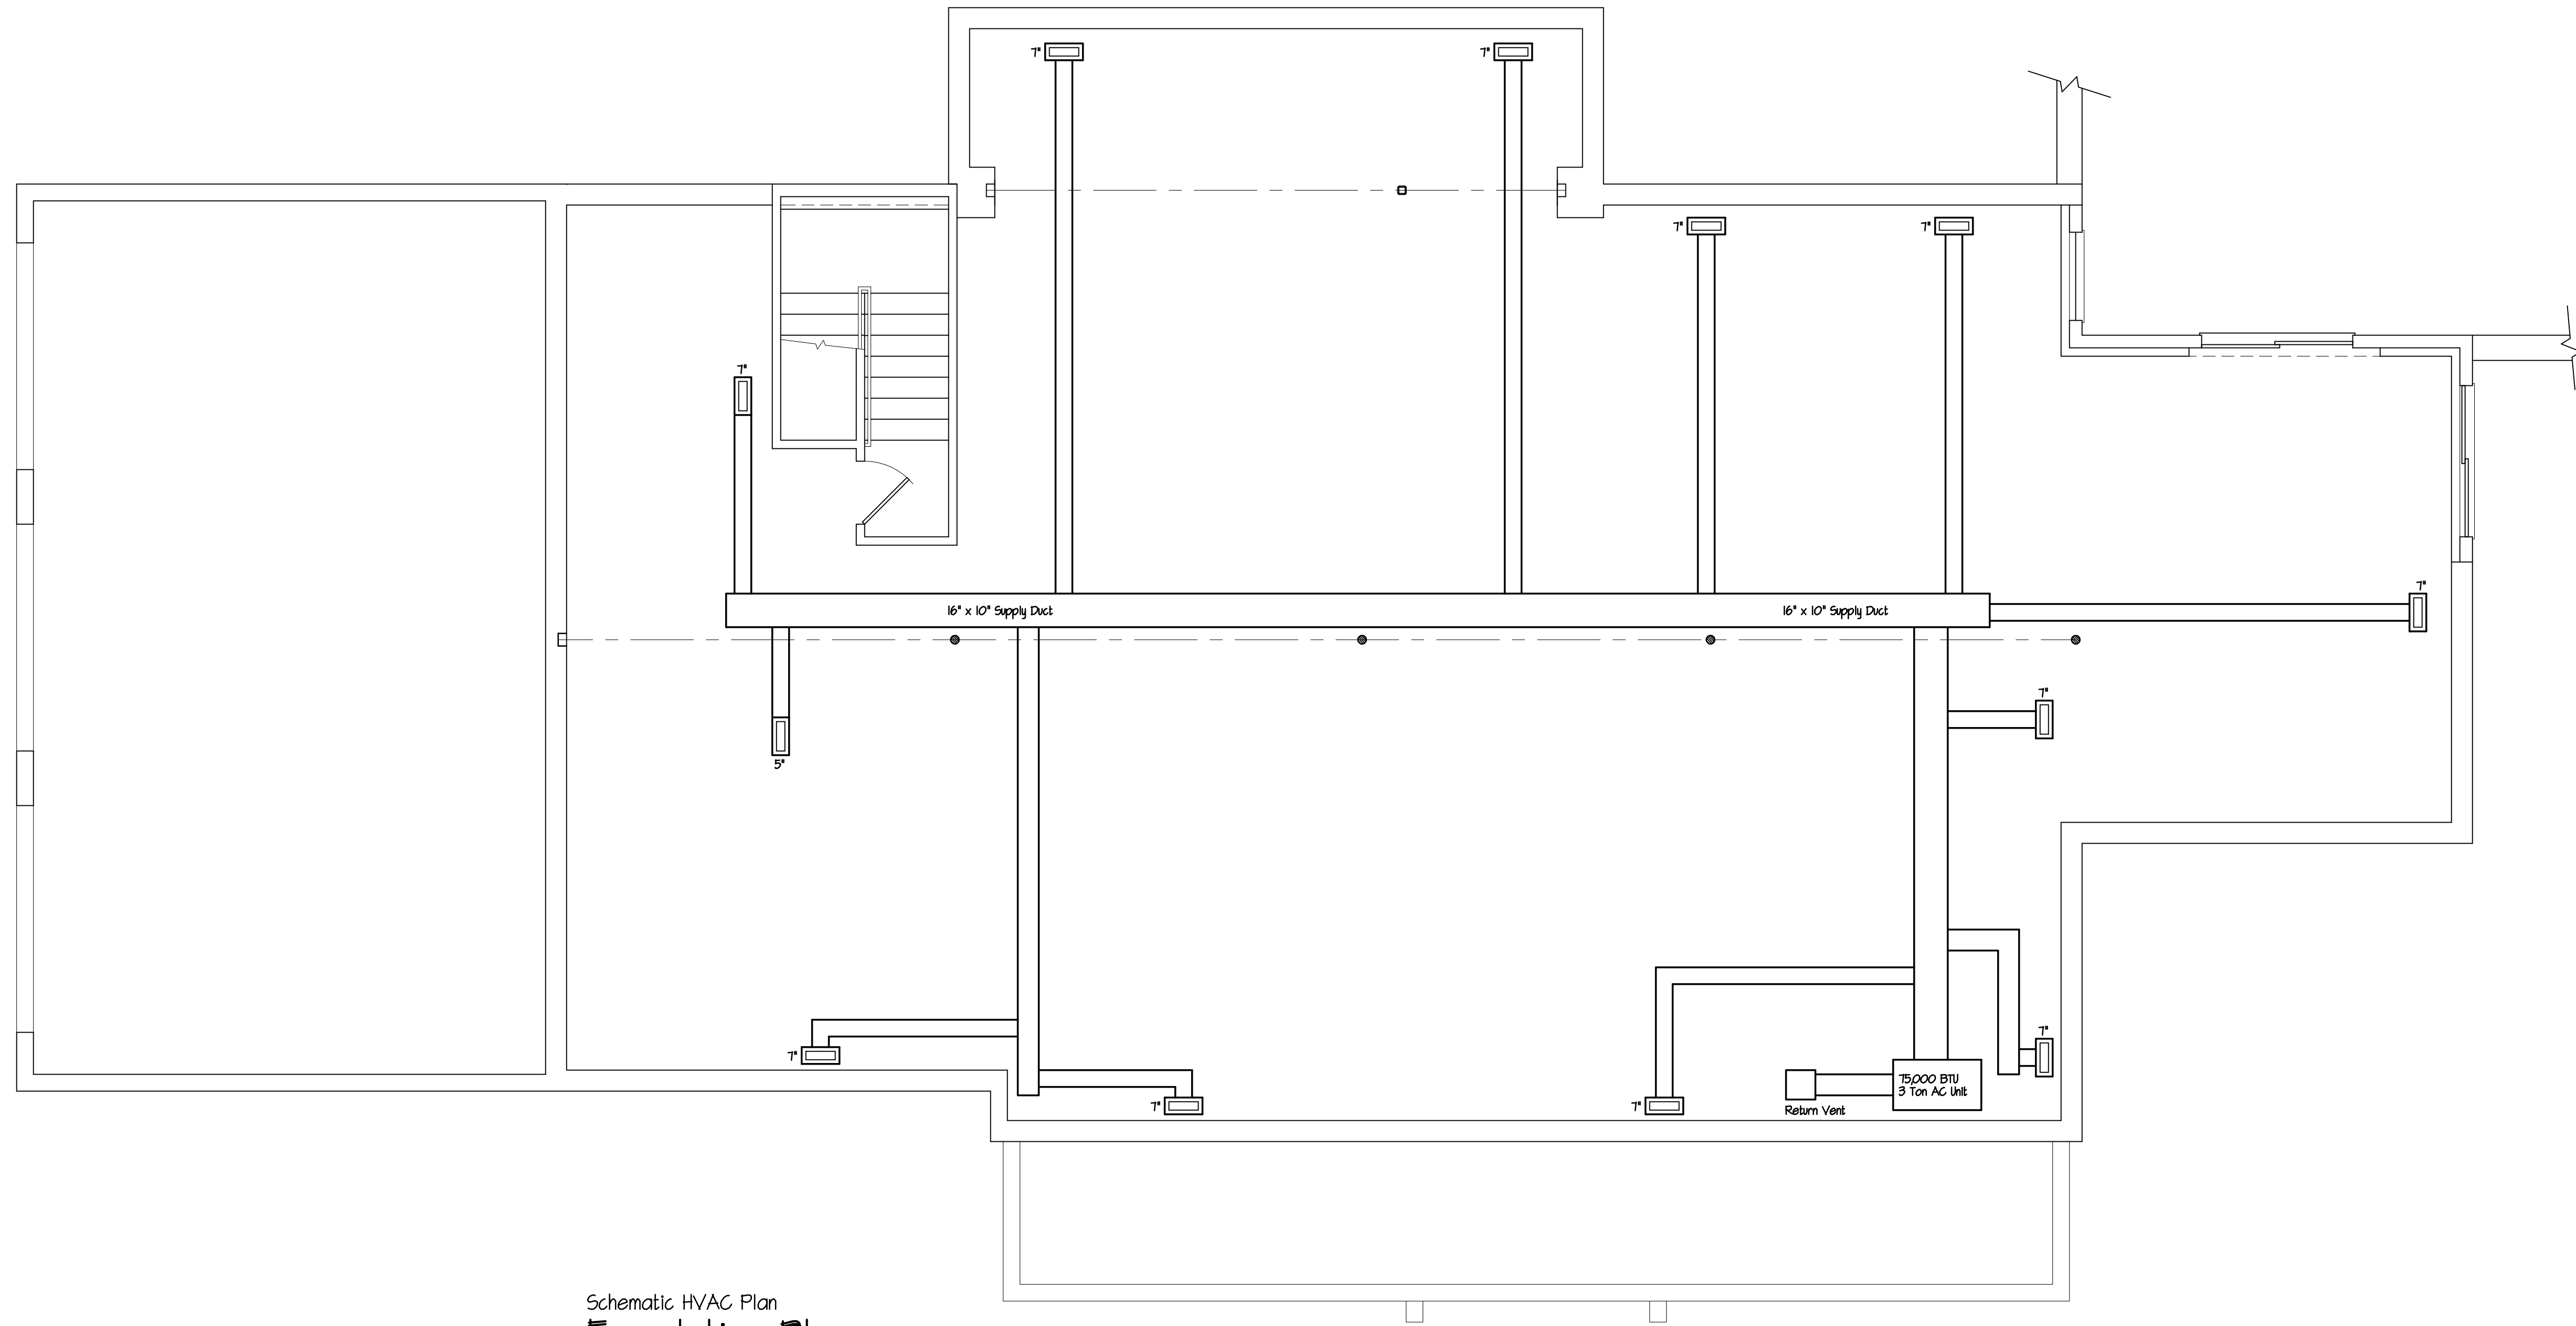 7"
7"
7"
7"
7"
7"
16" x 10" Supply Duct
16" x 10" Supply Duct
7"
5"
7"
7"
7"
7"
7"
75,000 BTU
3 Ton AC Unit
Return Vent
Schematic HVAC Plan